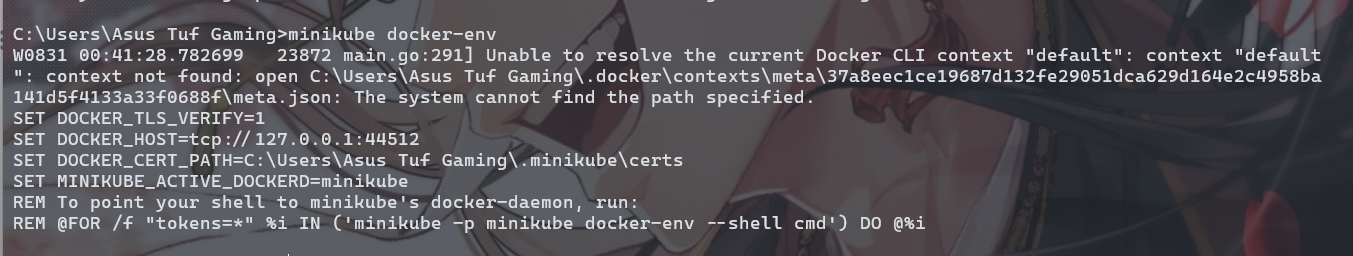 C:\Users\Asus Tuf Gaming>minikube docker-env
W0831 00:41:28.782699   23872 main.go:291] Unable to resolve the current Docker CLI context "default": context "default
": context not found: open C:\Users\Asus Tuf Gaming\.docker\contexts\meta\37a8eec1ce19687d132fe29051dca629d164e2c4958ba
141d5f4133a33f0688f\meta.json: The system cannot find the path specified.
SET DOCKER_TLS_VERIFY=1
SET DOCKER_HOST=tcp://127.0.0.1:44512
SET DOCKER_CERT_PATH=C:\Users\Asus Tuf Gaming\.minikube\certs
SET MINIKUBE_ACTIVE_DOCKERD=minikube
REM To point your shell to minikube's docker-daemon, run:
REM @FOR /f "tokens=*" %i IN ('minikube -p minikube docker-env --shell cmd') DO @%i